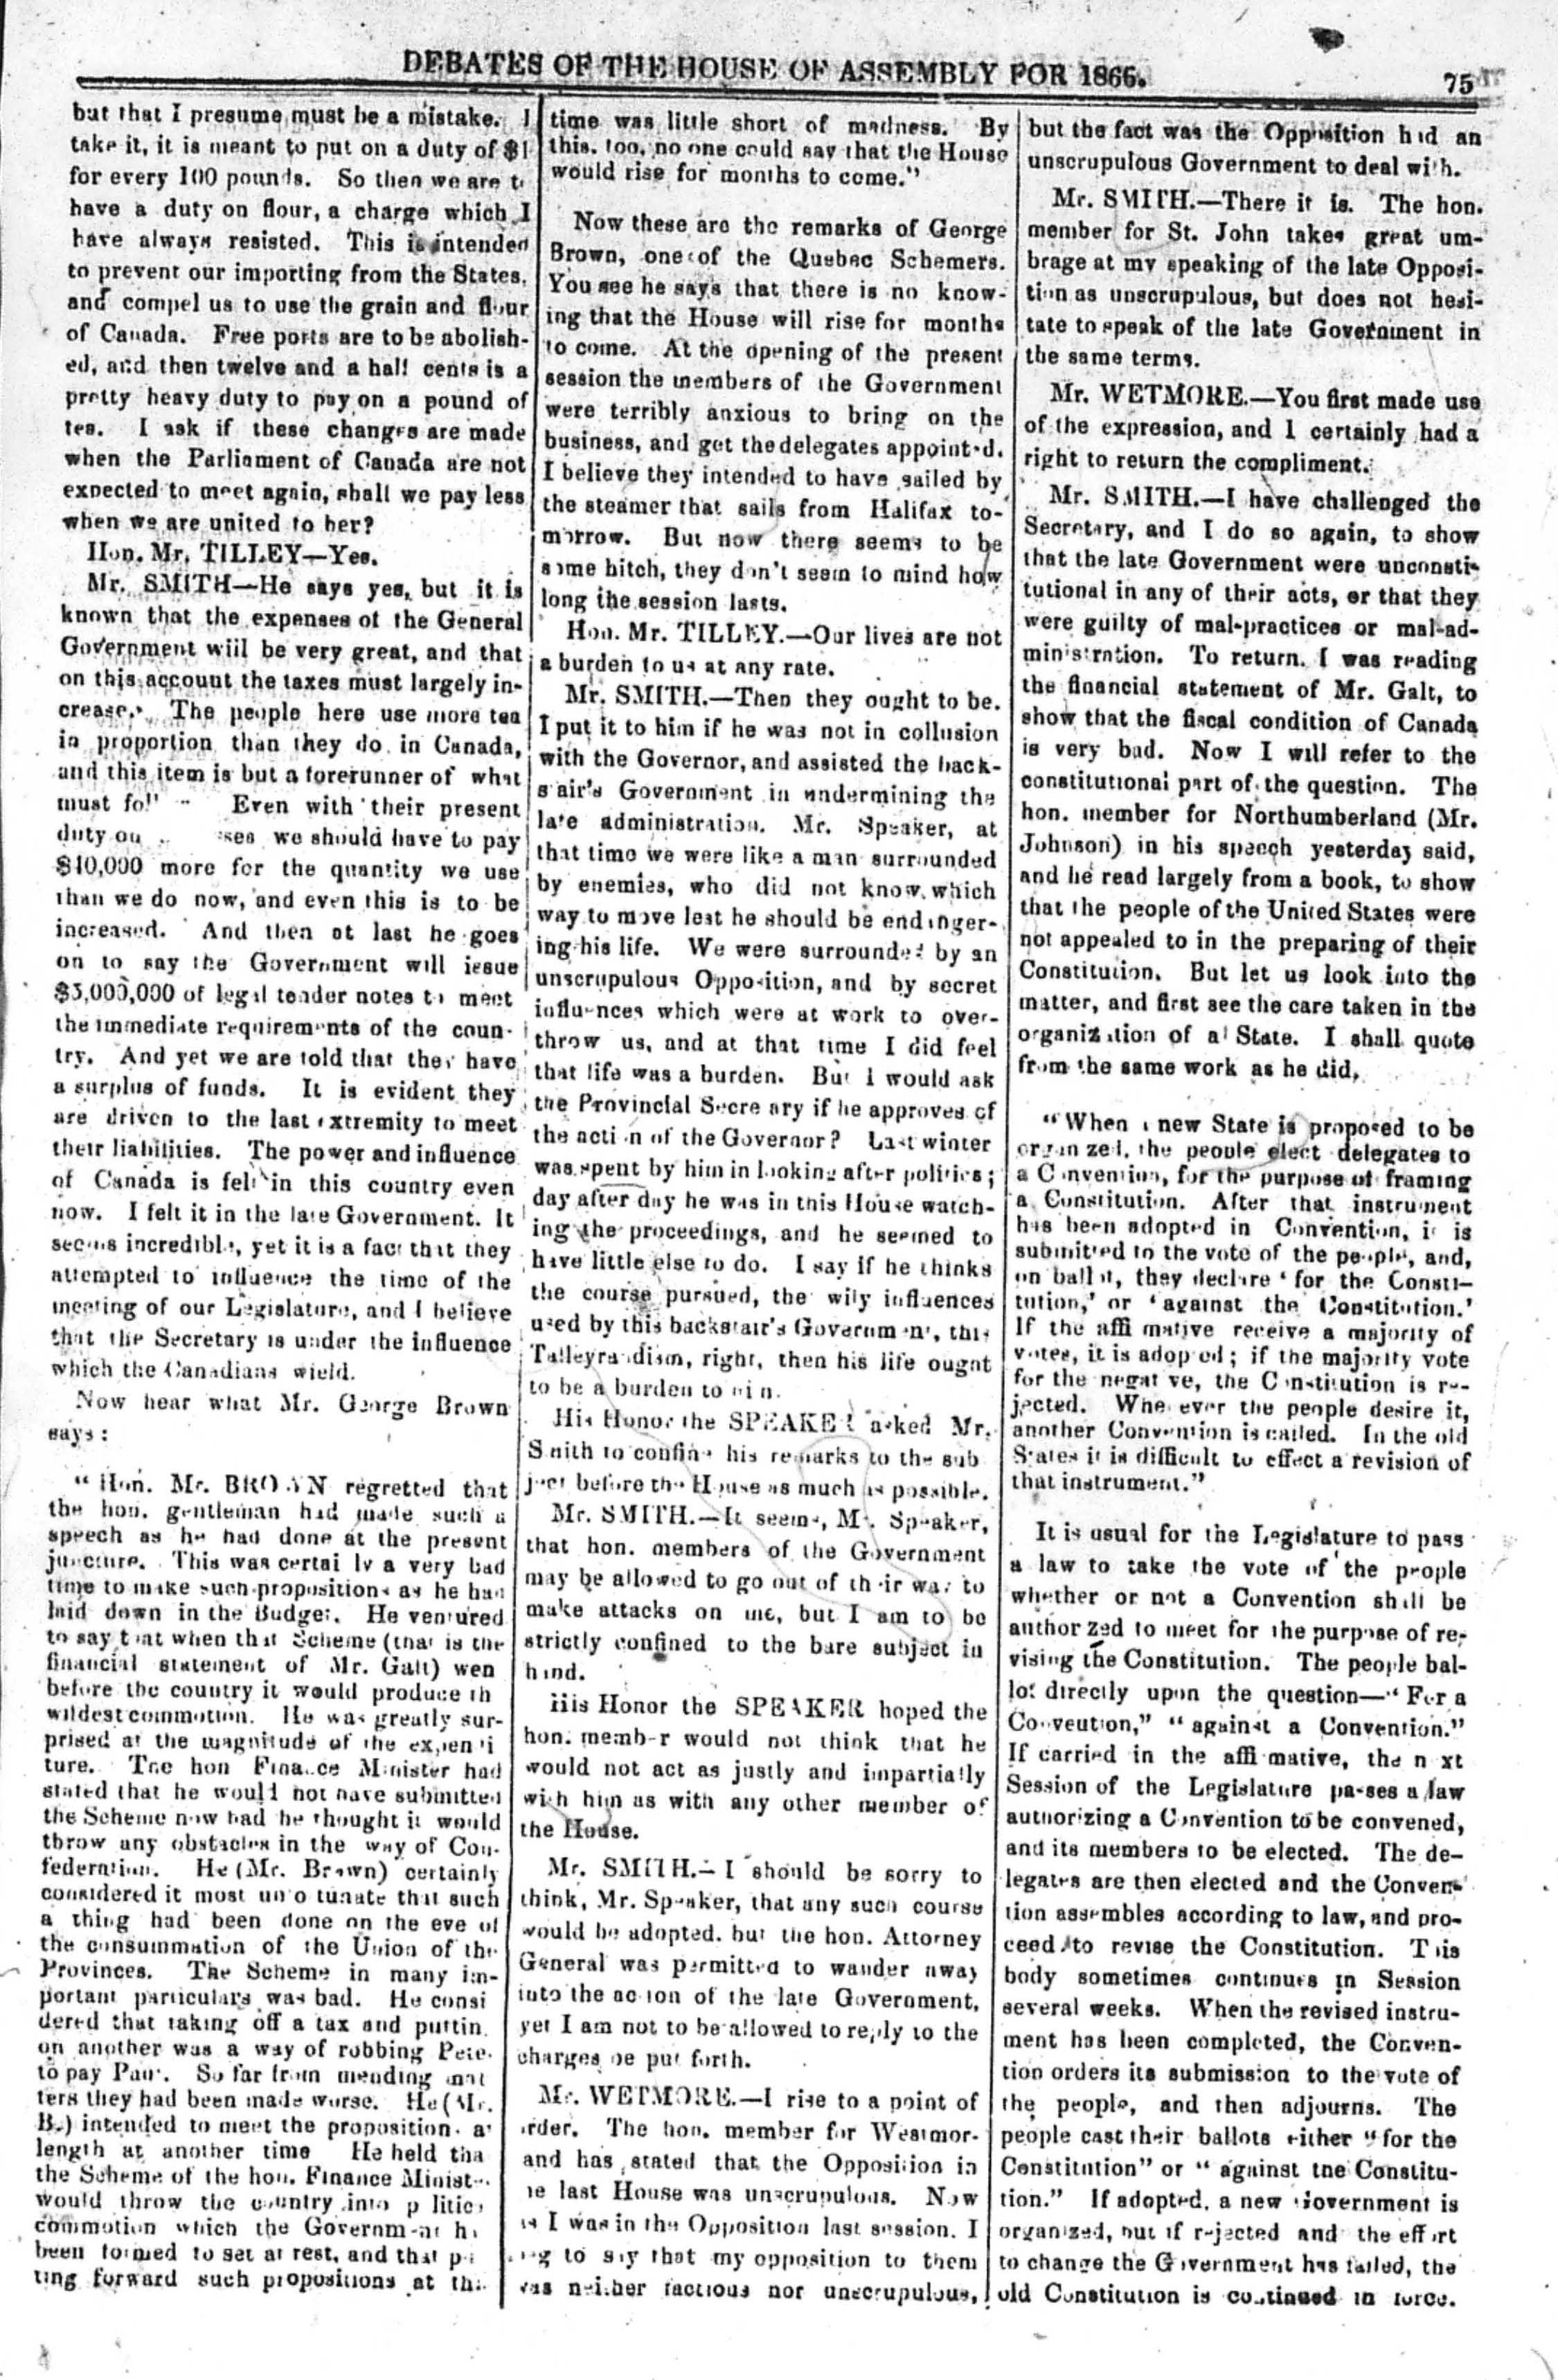 DEBATES OF THE HOUSE OF ASSEMBLY FOR 1866.
75
but that I presume must be a mistake. I
take it, it is meant to put on a duty of $1
for every 100 pounds. So then we are t
have a duty on flour, a charge which I
have always resisted. This is intended
to prevent our importing from the States,
and compel us to use the grain and flour
of Canada. Free ports are to be abolish-
ed, and then twelve and a half cents is a
pretty heavy duty to pay on a pound of
tea. I ask if these changes are made
when the Parliament of Canada are not
expected to meet again, shall we pay less
when we are united to her?
Hon. Mr. TILLEY—Yes.
Mr. SMITH—He says yes, but it is
known that the expenses of the General
Government wiil be very great, and that
on this account the taxes must largely in-
crease. The people here use more tea
in proportion than they do in Canada,
and this item is but a forerunner of what
must fol Even with their present
duty on ses we should have to pay
$10,000 more for the quantity we use
than we do now, and even this is to be
increased. And then at last he goes
on to say the Government will issue
$5,000,000 of legal tender notes to meet
the immediate requirements of the coun-
try. And yet we are told that they have
a surplus of funds. It is evident they
are driven to the last extremity to meet
their liabilities. The power and influence
of Canada is felt in this country even
now. I felt it in the late Government. It
seems incredible, yet it is a fact that they
attempted to influence the time of the
meeting of our Legislature, and I believe
that the Secretary is under the influence
which the Canadians wield.
Now hear what Mr. George Brown
says:
"Hon. Mr. BROWN regretted that
the hon. gentleman had made such a
speech as he had done at the present
juncture. This was certainly a very bad
time to make such propositions as he had
laid down in the Budget. He ventured
to say that when that Scheme (that is the
financial statement of Mr. Galt) wen
before the country it would produce th
wildest commotion. He was greatly sur-
prised at the magnitude of the expendi
ture. The hon Finance Minister had
stated that he would not have submitted
the Scheme now had he thought it would
throw any obstacles in the way of Con-
federation. He (Mr. Brown) certainly
considered it most unfortunate that such
a thing had been done on the eve of
the consummation of the Union of the
Provinces. The Scheme in many im-
portant particulars was bad. He consi
dered that taking off a tax and puttin
on another was a way of robbing Pete
to pay Paul. So far from mending mat
ters they had been made worse. He (Mr.
B.) intended to meet the proposition at
length at another time He held tha
the Scheme of the hon. Finance Minist
would throw the country into politic
commotion which the Government ha
been formed to set at rest, and that p
ting forward such propositions at the
time was little short of madness. By
this, too, no one could say that the House
would rise for months to come."
Now these are the remarks of George
Brown, one of the Quebec Schemers.
You see he says that there is no know-
ing that the House will rise for months
to come. At the opening of the present
session the members of the Government
were terribly anxious to bring on the
business, and get the delegates appointed.
I believe they intended to have sailed by
the steamer that sails from Halifax to-
morrow. But now there seems to be
some hitch, they don't seem to mind how
long the session lasts.
Hon. Mr. TILLEY.—Our lives are not
a burden to us at any rate.
Mr. SMITH.—Then they ought to be.
I put it to him if he was not in collusion
with the Governor, and assisted the back-
stair's Government in undermining the
late administration. Mr. Speaker, at
that time we were like a man surrounded
by enemies, who did not know which
way to move lest he should be endanger-
ing his life. We were surrounded by an
unscrupulous Opposition, and by secret
influences which were at work to over-
throw us, and at that time I did feel
that life was a burden. But I would ask
the Provincial Secretary if he approves of
the action of the Governor? Last winter
was spent by him in looking after politics;
day after day he was in this House watch-
ing the proceedings, and he seemed to
have little else to do. I say if he thinks
the course pursued, the wily influences
used by this backstair's Government, this
Talleyrandism, right, then his life ought
to be a burden to him.
His Honor the SPEAKER asked Mr.
Smith to confine his remarks to the sub
ject before the House as much as possible.
Mr. SMITH.—It seems, Mr. Speaker,
that hon. members of the Government
may be allowed to go out of their way to
make attacks on me, but I am to be
strictly confined to the bare subject in
hand.
His Honor the SPEAKER hoped the
hon. member would not think that he
would not act as justly and impartially
with him as with any other member of
the House.
Mr. SMITH.—I should be sorry to
think, Mr. Speaker, that any such course
would be adopted, but the hon. Attorney
General was permitted to wander away
into the action of the late Government,
yet I am not to be allowed to reply to the
charges he put forth.
Mr. WETMORE.—I rise to a point of
order. The hon. member for Westmor-
and has stated that the Opposition in
he last House was unscrupulous. Now
as I was in the Opposition last session. I
beg to say that my opposition to them
was neither factious nor unscrupulous,
but the fact was the Opposition had an
unscrupulous Government to deal with.
Mr. SMITH.—There it is. The hon.
member for St. John takes great um-
brage at my speaking of the late Opposi-
tion as unscrupulous, but does not hesi-
tate to speak of the late Government in
the same terms.
Mr. WETMORE.—You first made use
of the expression, and I certainly had a
right to return the compliment.
Mr. SMITH.—I have challenged the
Secretary, and I do so again, to show
that the late Government were unconsti-
tutional in any of their acts, or that they
were guilty of mal-practices or mal-ad-
ministration. To return. I was reading
the financial statement of Mr. Galt, to
show that the fiscal condition of Canada
is very bad. Now I will refer to the
constitutional part of the question. The
hon. member for Northumberland (Mr.
Johnson) in his speech yesterday said,
and he read largely from a book, to show
that the people of the United States were
not appealed to in the preparing of their
Constitution. But let us look into the
matter, and first see the care taken in the
organization of a State. I shall quote
from the same work as he did,
"When a new State is proposed to be
organized, the people elect delegates to
a Convention, for the purpose of framing
a Constitution. After that instrument
has been adopted in Convention, it is
submitted to the vote of the people, and,
on ballot, they declare 'for the Consti-
tution,' or 'against the Constitution.'
If the affirmative receive a majority of
votes, it is adopted; if the majority vote
for the negative, the Constitution is re-
jected. Whenever the people desire it,
another Convention is called. In the old
States it is difficult to effect a revision of
that instrument."
It is usual for the Legislature to pass
a law to take the vote of the people
whether or not a Convention shall be
authorized to meet for the purpose of re-
vising the Constitution. The people bal-
lot directly upon the question—"For a
Convention," "against a Convention."
If carried in the affirmative, the next
Session of the Legislature passes a law
authorizing a Convention to be convened,
and its members to be elected. The de-
legates are then elected and the Conven-
tion assembles according to law, and pro-
ceed to revise the Constitution. This
body sometimes continues in Session
several weeks. When the revised instru-
ment has been completed, the Conven-
tion orders its submission to the vote of
the people, and then adjourns. The
people cast their ballots either "for the
Constitution" or "against the Constitu-
tion." If adopted, a new Government is
organized, but if rejected and the effort
to change the Government has failed, the
old Constitution is continued in force.